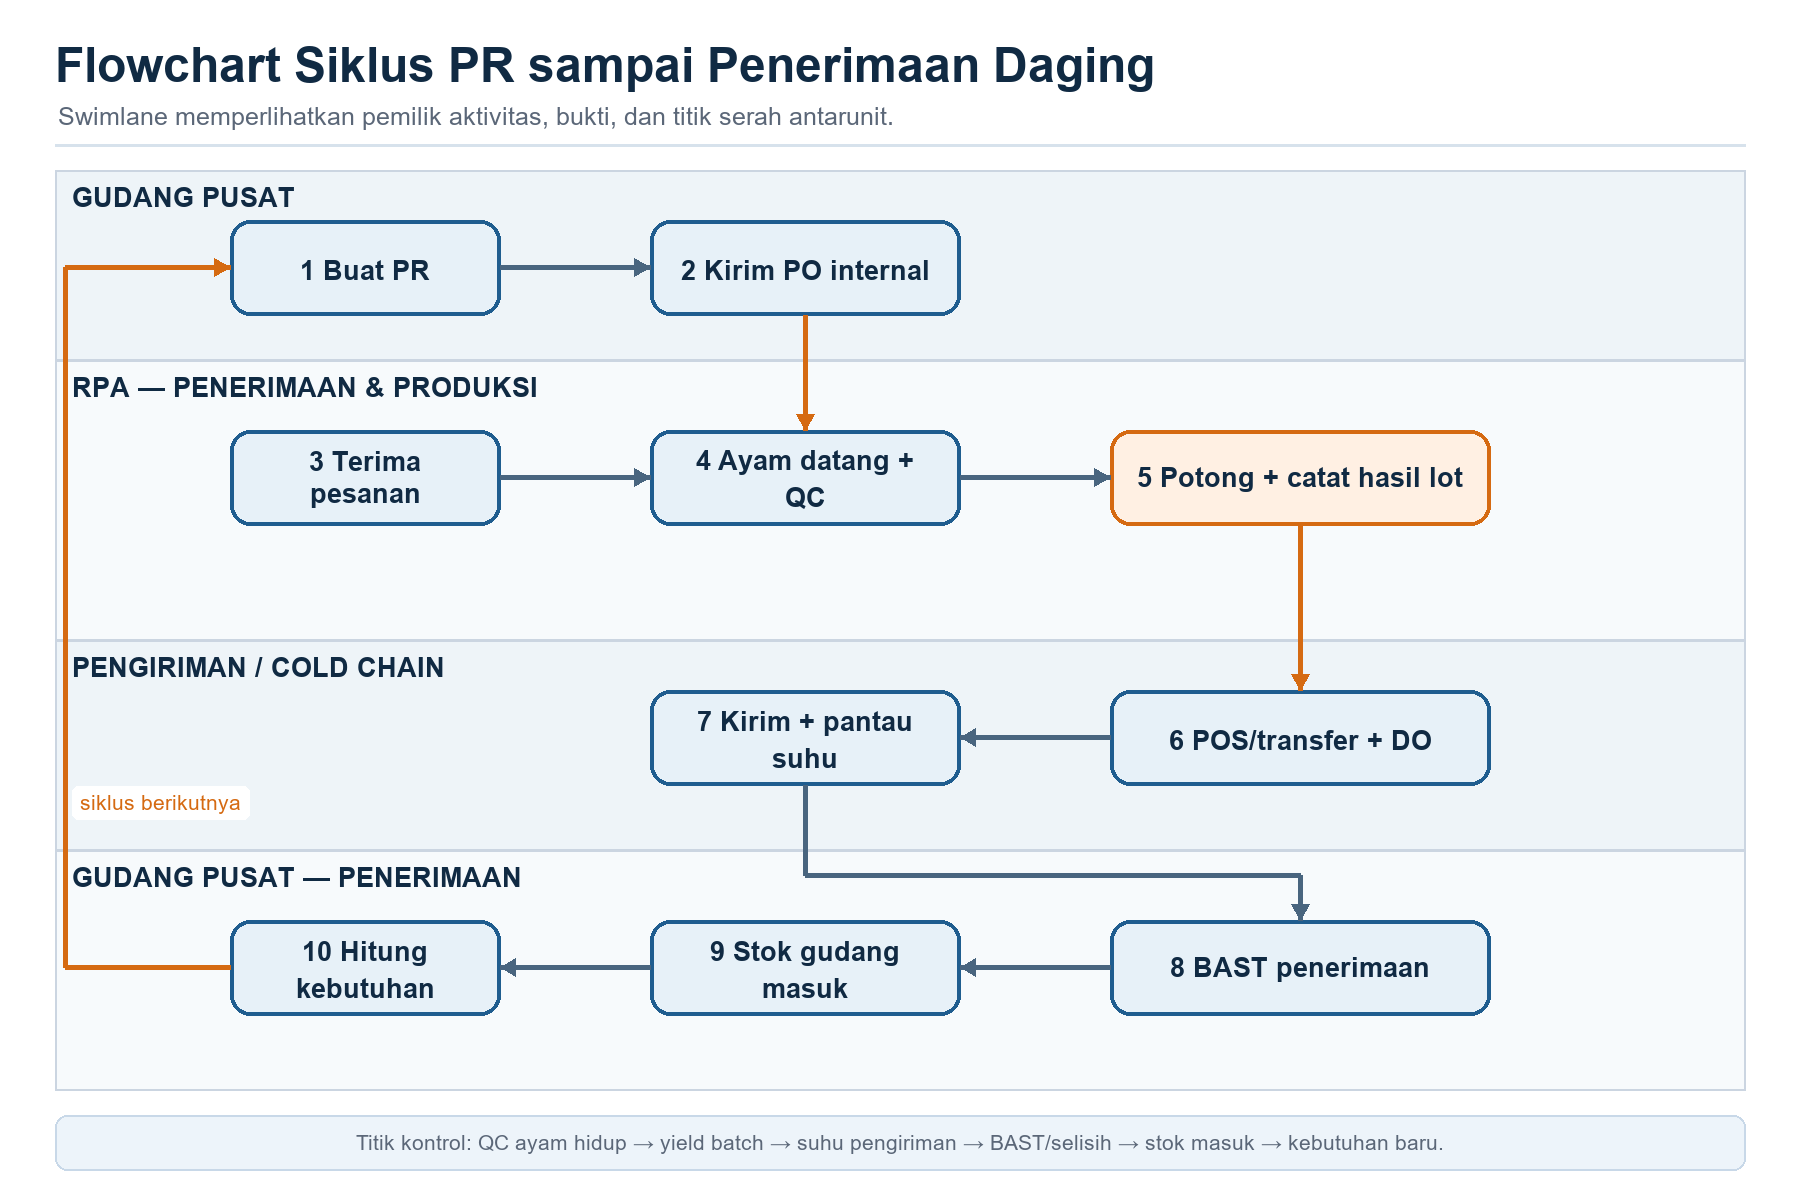 Flowchart Siklus PR sampai Penerimaan Daging
Swimlane memperlihatkan pemilik aktivitas, bukti, dan titik serah antarunit.
GUDANG PUSAT
1 Buat PR
2 Kirim PO internal
RPA — PENERIMAAN & PRODUKSI
3 Terima
pesanan
4 Ayam datang +
QC
5 Potong + catat hasil lot
PENGIRIMAN / COLD CHAIN
7 Kirim + pantau
suhu
6 POS/transfer + DO
siklus berikutnya
GUDANG PUSAT — PENERIMAAN
10 Hitung
kebutuhan
9 Stok gudang
masuk
8 BAST penerimaan
Titik kontrol: QC ayam hidup → yield batch → suhu pengiriman → BAST/selisih → stok masuk → kebutuhan baru.